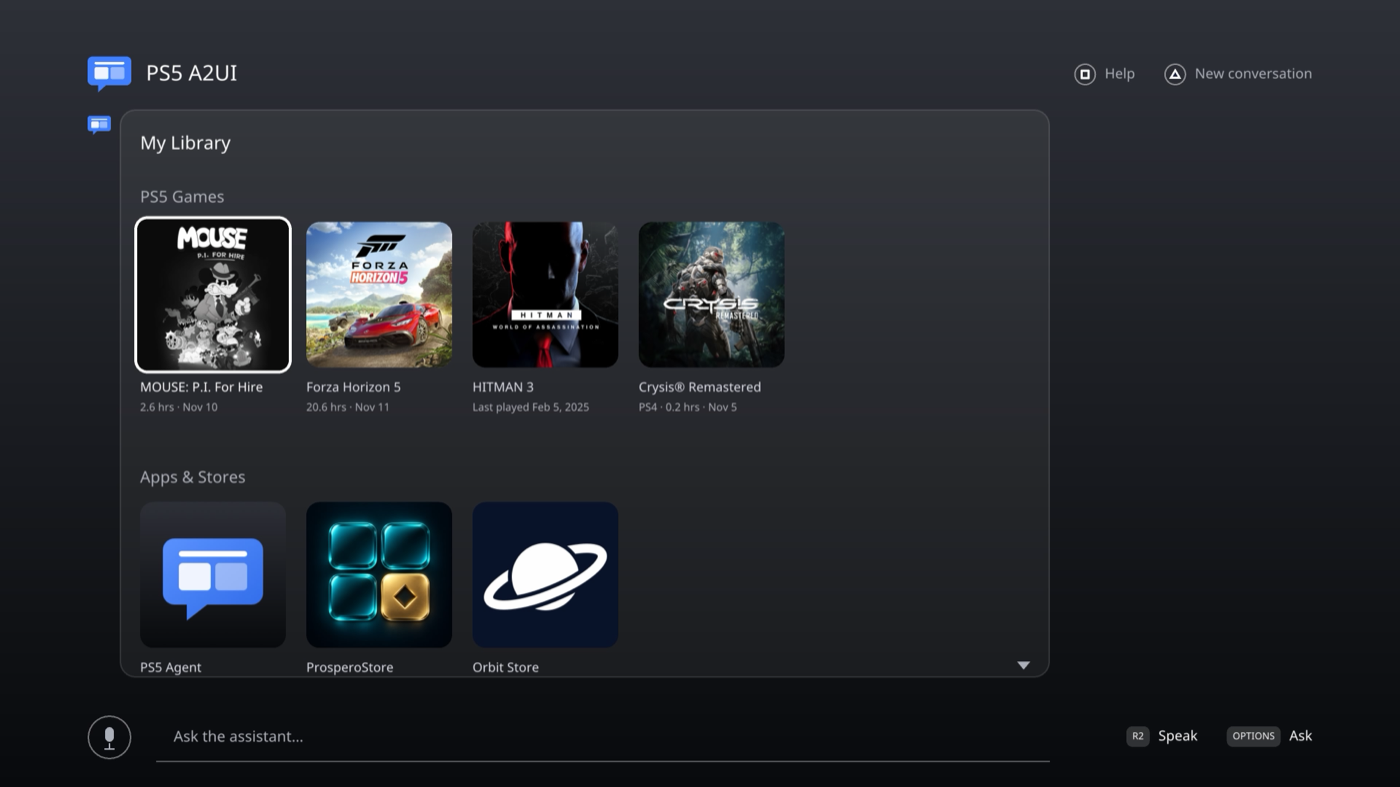 PS5 A2UI
Help
New conversation
My Library
PS5 Games
MOUSE
P.I. FOR HIRE
FORZA
HORIZON 5
HITMAN
WORLD OF ASSASSINATION
CRYSIS
REMASTERED
MOUSE: P.I. For Hire
Forza Horizon 5
HITMAN 3
Crysis® Remastered
2.6 hrs · Nov 10
20.6 hrs · Nov 11
Last played Feb 5, 2025
PS4 · 0.2 hrs · Nov 5
Apps & Stores
PS5 Agent
ProsperoStore
Orbit Store
Ask the assistant...
R2 Speak
OPTIONS Ask